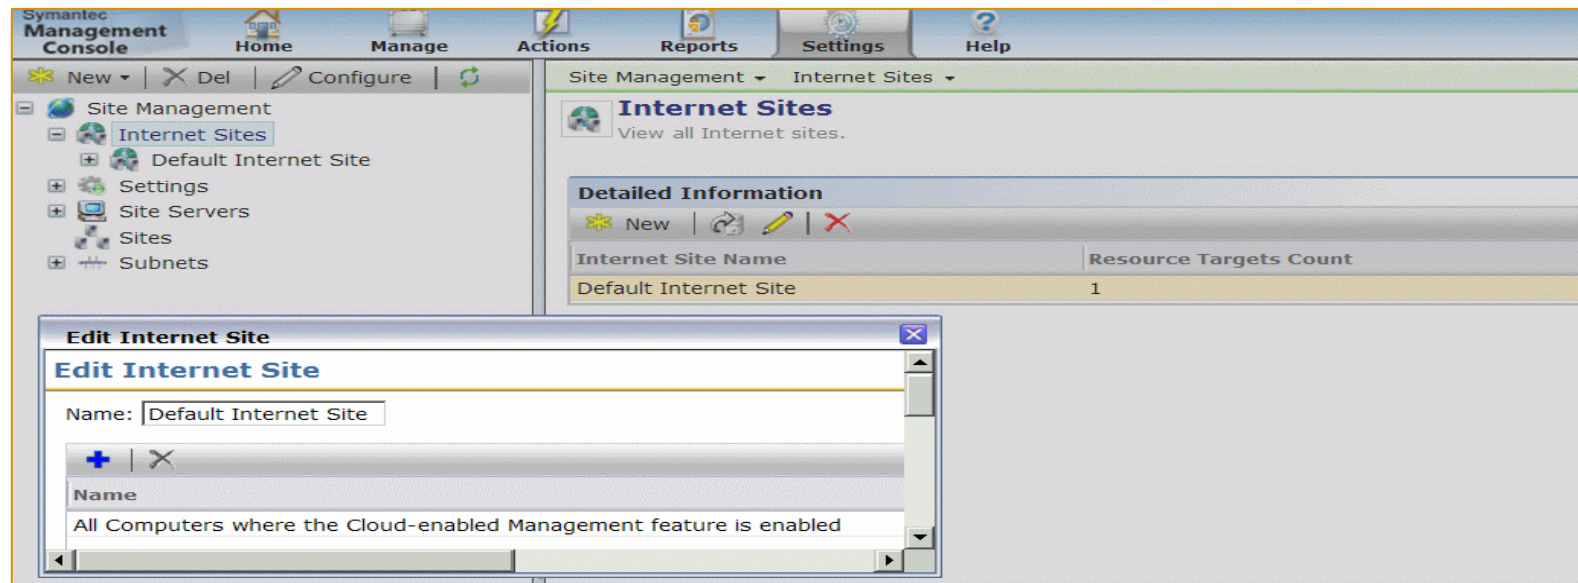 Symantec
Management
Console
Home
Manage
Actions
Reports
Settings
Help
New
Del
Configure
Site Management
Internet Sites
Default Internet Site
Settings
Site Servers
Sites
Subnets
Site Management Internet Sites
Internet Sites
View all Internet sites.
Detailed Information
New
Internet Site Name Resource Targets Count
Default Internet Site 1
Edit Internet Site
Edit Internet Site
Name: Default Internet Site
Name
All Computers where the Cloud-enabled Management feature is enabled